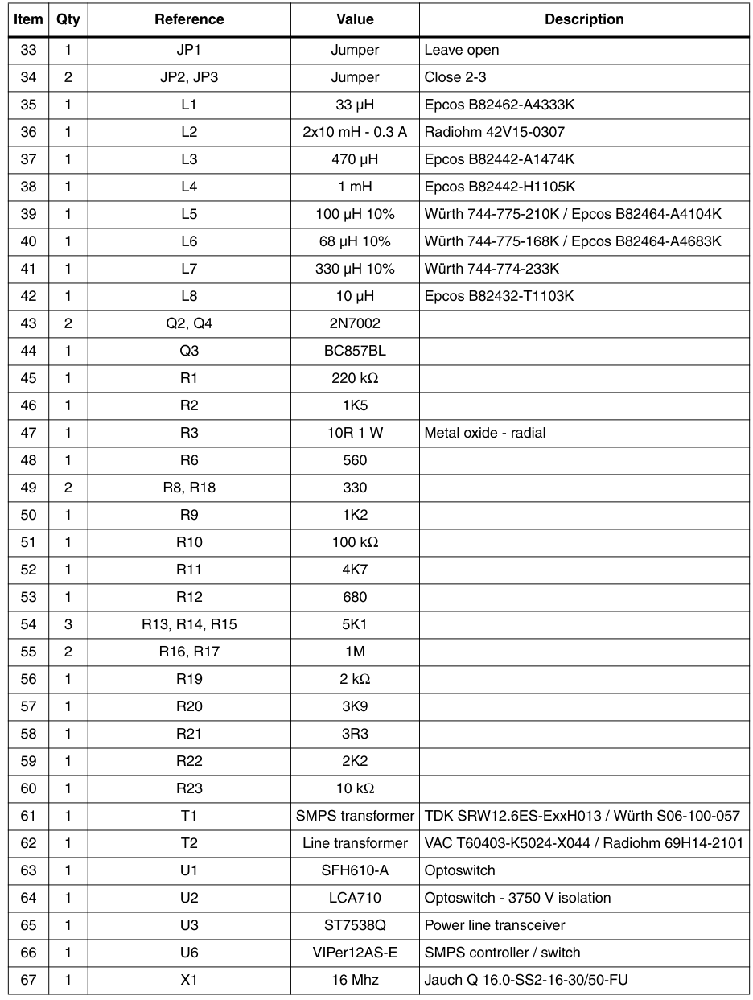 Item Qty Reference Value Description
33 1 JP1 Jumper Leave open
34 2 JP2, JP3 Jumper Close 2-3
35 1 L1 33 µH Epcos B82462-A4333K
36 1 L2 2x10 mH - 0.3 A Radiohm 42V15-0307
37 1 L3 470 µH Epcos B82442-A1474K
38 1 L4 1 mH Epcos B82442-H1105K
39 1 L5 100 µH 10% Würth 744-775-210K / Epcos B82464-A4104K
40 1 L6 68 µH 10% Würth 744-775-168K / Epcos B82464-A4683K
41 1 L7 330 µH 10% Würth 744-774-233K
42 1 L8 10 µH Epcos B82432-T1103K
43 2 Q2, Q4 2N7002
44 1 Q3 BC857BL
45 1 R1 220 kΩ
46 1 R2 1K5
47 1 R3 10R 1 W Metal oxide - radial
48 1 R6 560
49 2 R8, R18 330
50 1 R9 1K2
51 1 R10 100 kΩ
52 1 R11 4K7
53 1 R12 680
54 3 R13, R14, R15 5K1
55 2 R16, R17 1M
56 1 R19 2 kΩ
57 1 R20 3K9
58 1 R21 3R3
59 1 R22 2K2
60 1 R23 10 kΩ
61 1 T1 SMPS transformer TDK SRW12.6ES-ExxH013 / Würth S06-100-057
62 1 T2 Line transformer VAC T60403-K5024-X044 / Radiohm 69H14-2101
63 1 U1 SFH610-A Optoswitch
64 1 U2 LCA710 Optoswitch - 3750 V isolation
65 1 U3 ST7538Q Power line transceiver
66 1 U6 VIPer12AS-E SMPS controller / switch
67 1 X1 16 Mhz Jauch Q 16.0-SS2-16-30/50-FU